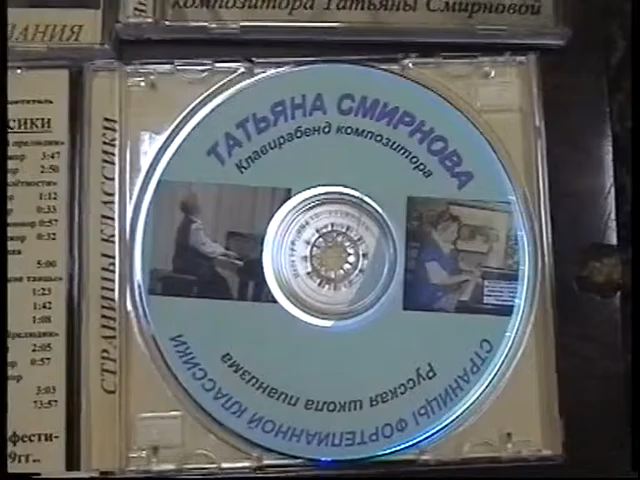 композитора Татьяны Смирновой
АНИЯ
СТРАНИЦЫ КЛАССИКИ
ТАТЬЯНА СМИРНОВА
Клавирабенд композитора
Русская школа пианизма
СТРАНИЦЫ ФОРТЕПИАННОЙ КЛАССИКИ
3:47
2:50
1:12
0:33
0:57
0:32
5:00
1:23
1:42
1:08
2:05
0:57
3:03
73:57